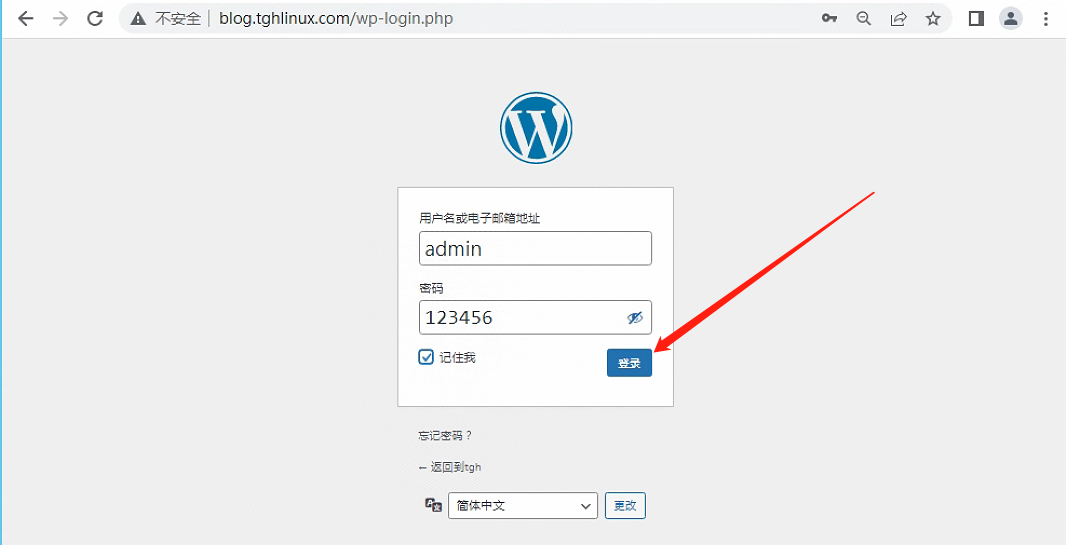 不安全 blog.tghlinux.com/wp-login.php
用户名或电子邮箱地址
admin
密码
123456
记住我 登录
忘记密码？
← 返回到tgh
简体中文 更改